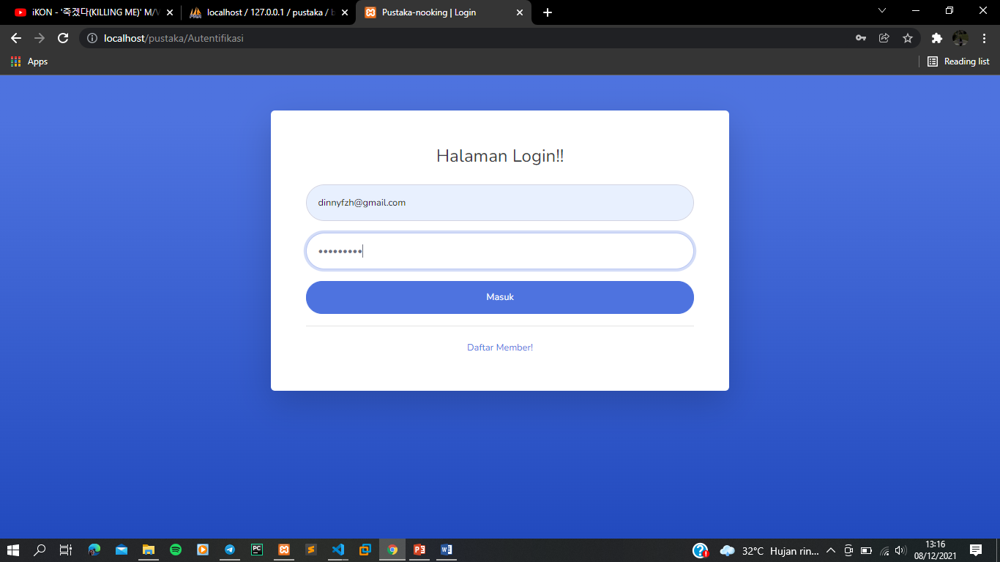 iKON - '죽겠다(KILLING ME)' M/V
localhost / 127.0.0.1 / pustaka / b
Pustaka-nooking | Login
localhost/pustaka/Autentifikasi
Apps
Reading list
Halaman Login!!
dinnyfzh@gmail.com
•••••••••
Masuk
Daftar Member!
32°C Hujan rin...
13:16
08/12/2021